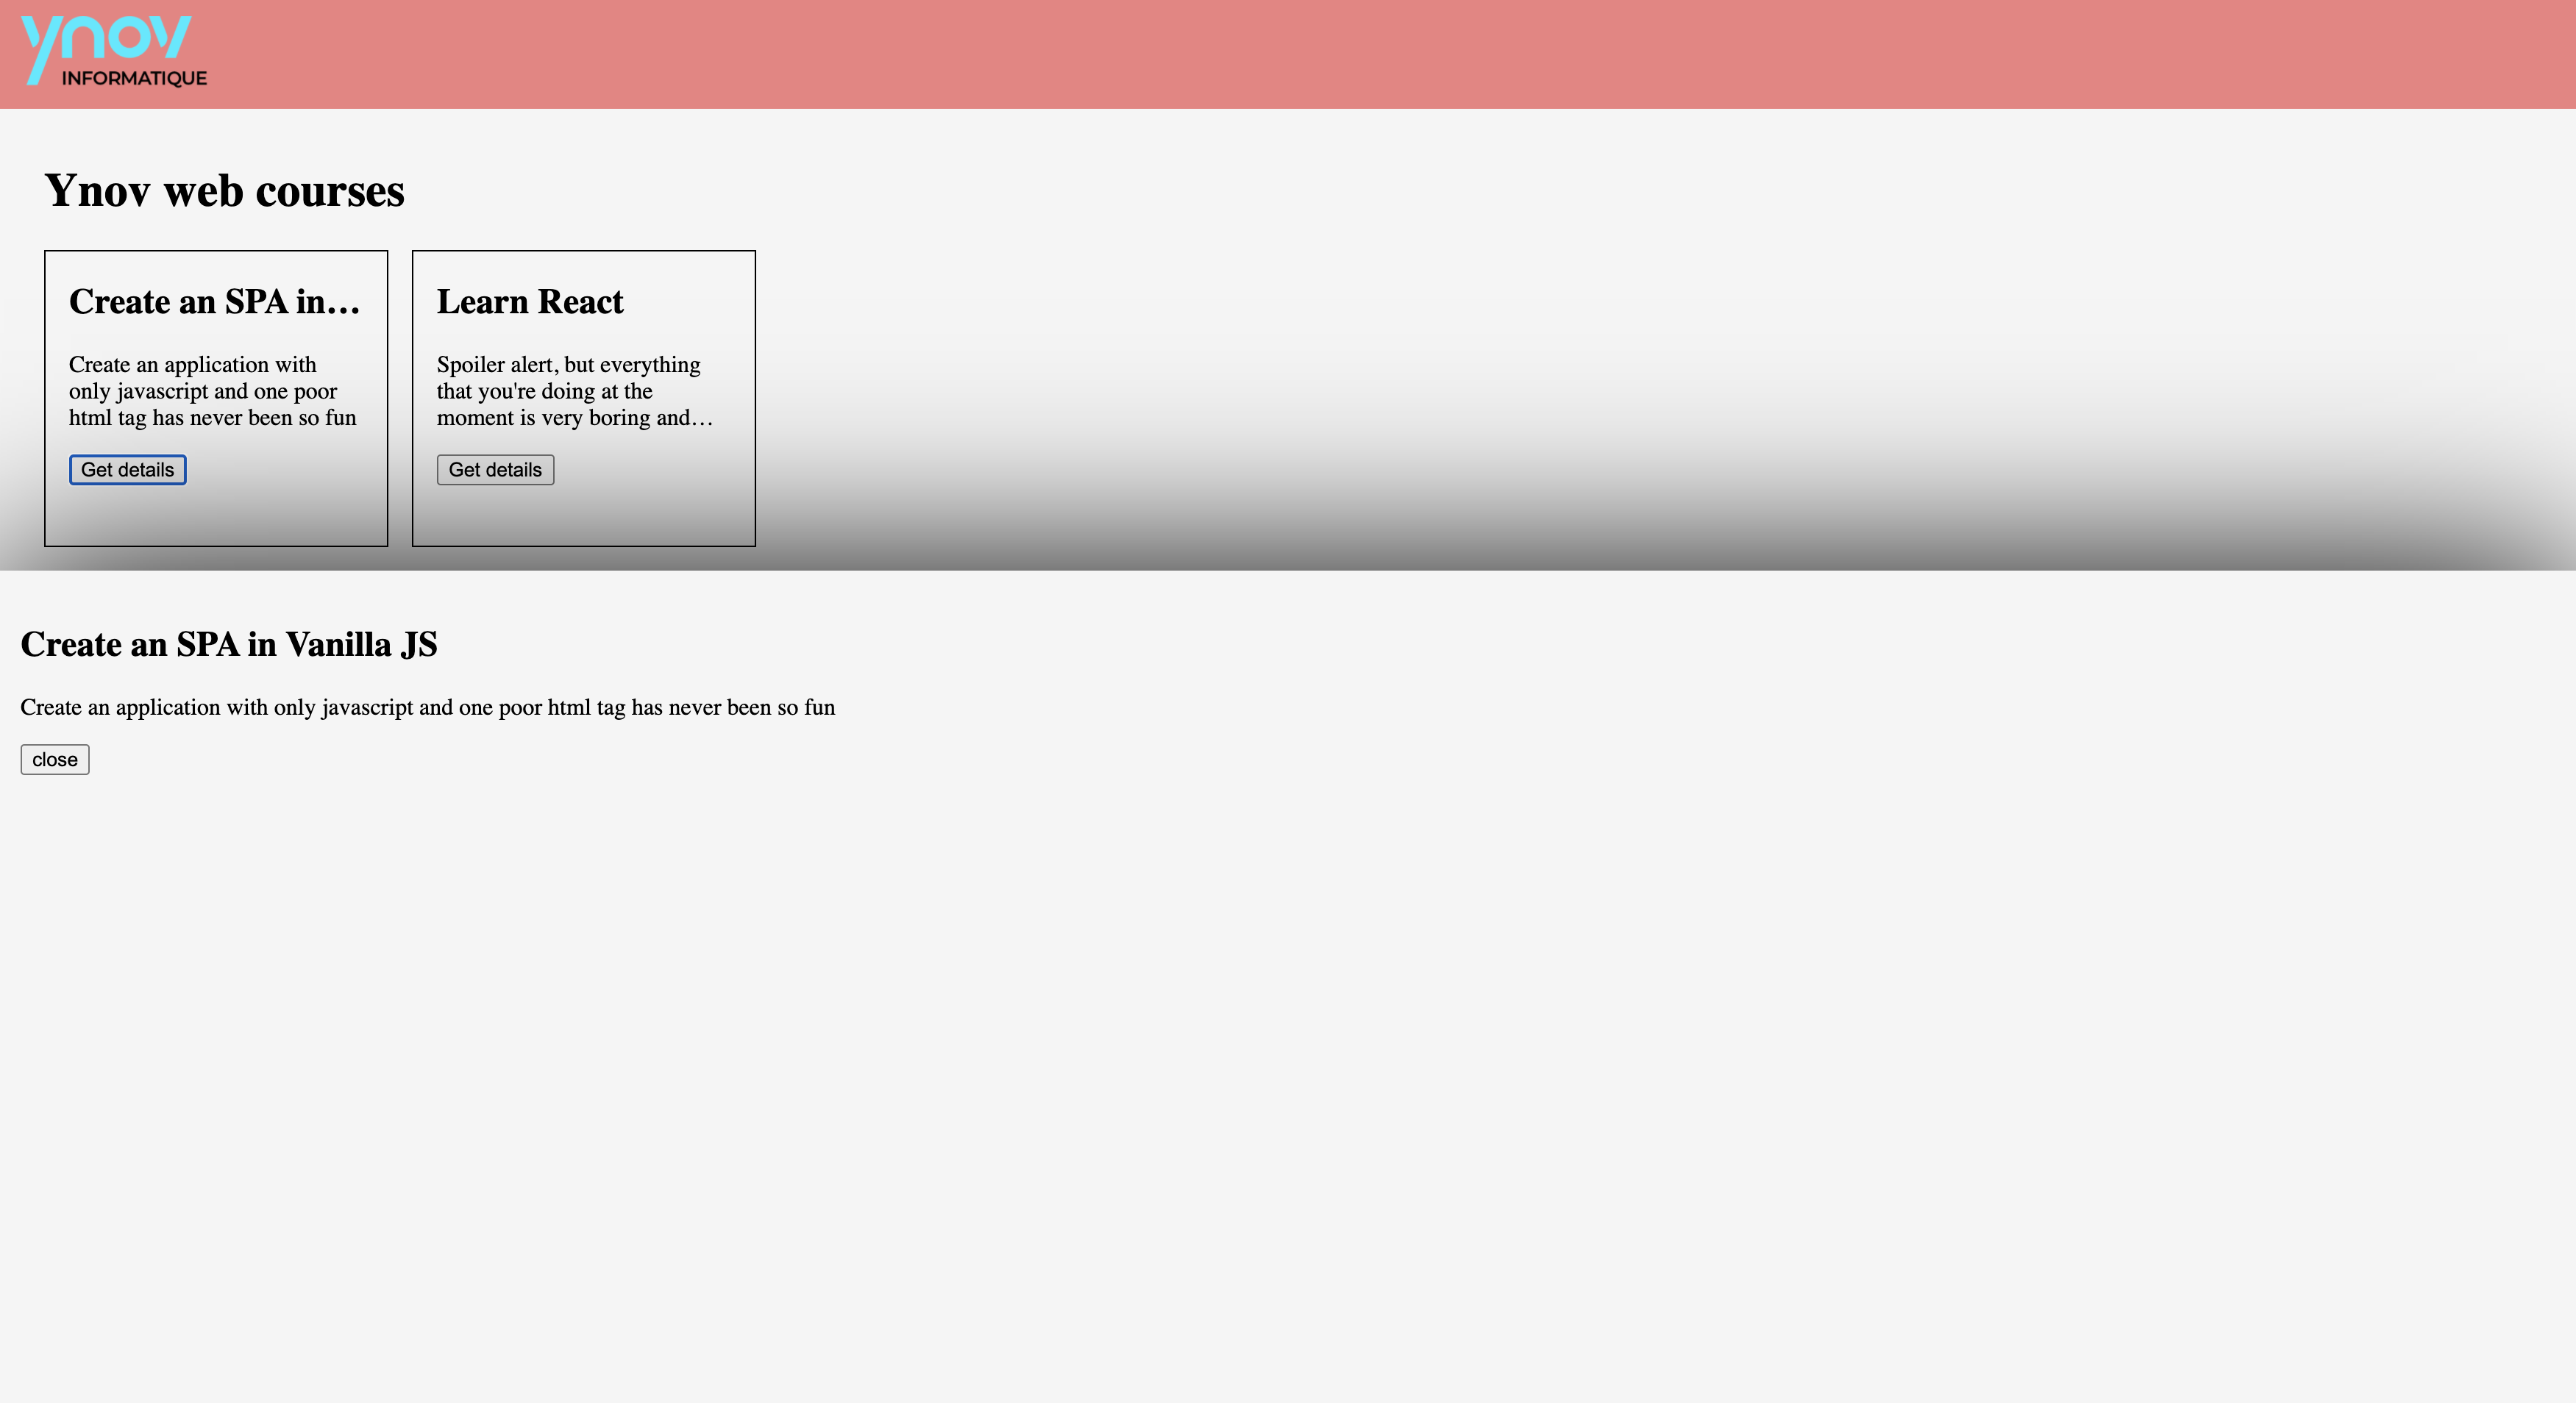 ynov
INFORMATIQUE
Ynov web courses
Create an SPA in…
Create an application with
only javascript and one poor
html tag has never been so fun
Get details
Learn React
Spoiler alert, but everything
that you're doing at the
moment is very boring and…
Get details
Create an SPA in Vanilla JS
Create an application with only javascript and one poor html tag has never been so fun
close